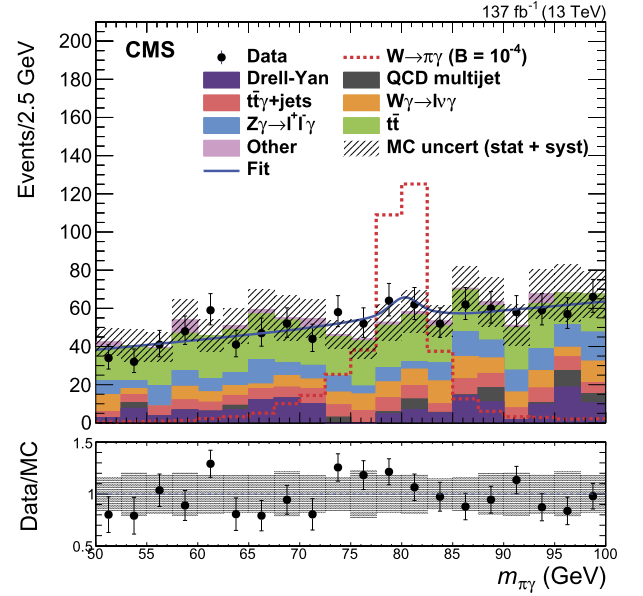 137 fb⁻¹ (13 TeV)
CMS
Data
W→πγ (B = 10⁻⁴)
Drell-Yan
QCD multijet
tt̄γ+jets
Wγ→lνγ
Zγ→l⁺l⁻γ
tt̄
Other
MC uncert (stat + syst)
Fit
Events/2.5 GeV
200
180
160
140
120
100
80
60
40
20
0
Data/MC
1.5
1
0.5
50 55 60 65 70 75 80 85 90 95 100
m_πγ (GeV)